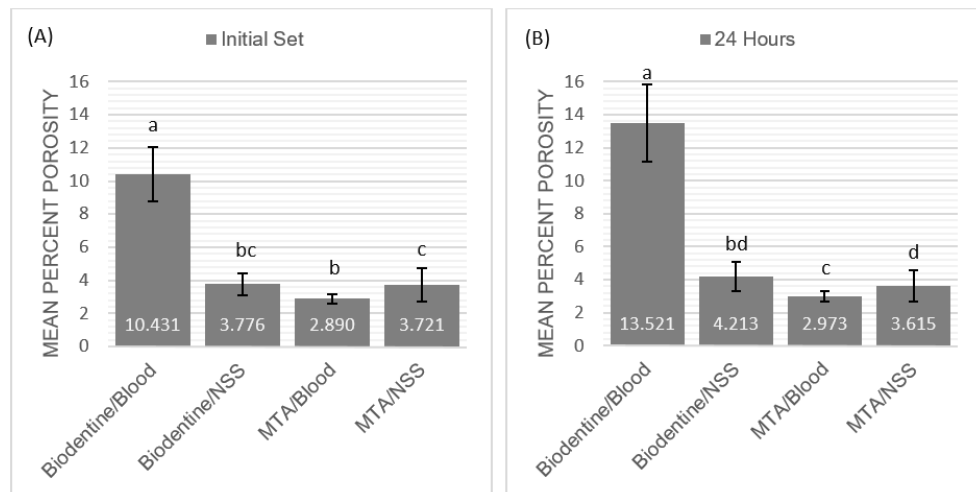 (A)
Initial Set
MEAN PERCENT POROSITY
16
14
12
10
8
6
4
2
0
a
bc
b
c
10.431
3.776
2.890
3.721
Biodentine/Blood
Biodentine/NSS
MTA/Blood
MTA/NSS
(B)
24 Hours
MEAN PERCENT POROSITY
16
14
12
10
8
6
4
2
0
a
bd
c
d
13.521
4.213
2.973
3.615
Biodentine/Blood
Biodentine/NSS
MTA/Blood
MTA/NSS